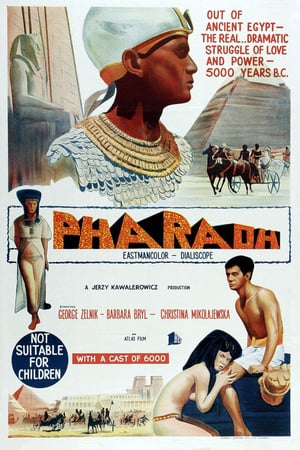 OUT OF
ANCIENT EGYPT—
THE REAL..DRAMATIC
STRUGGLE OF LOVE
AND POWER—
5000 YEARS B.C.
PHARAOH
EASTMANCOLOR – DIALISCOPE
A JERZY KAWALEROWICZ PRODUCTION
GEORGE ZELNIK - BARBARA BRYL - CHRISTINA MIKOLAJEWSKA
AN ATLAS FILM
NOT
SUITABLE
FOR
CHILDREN
WITH A CAST OF 6000